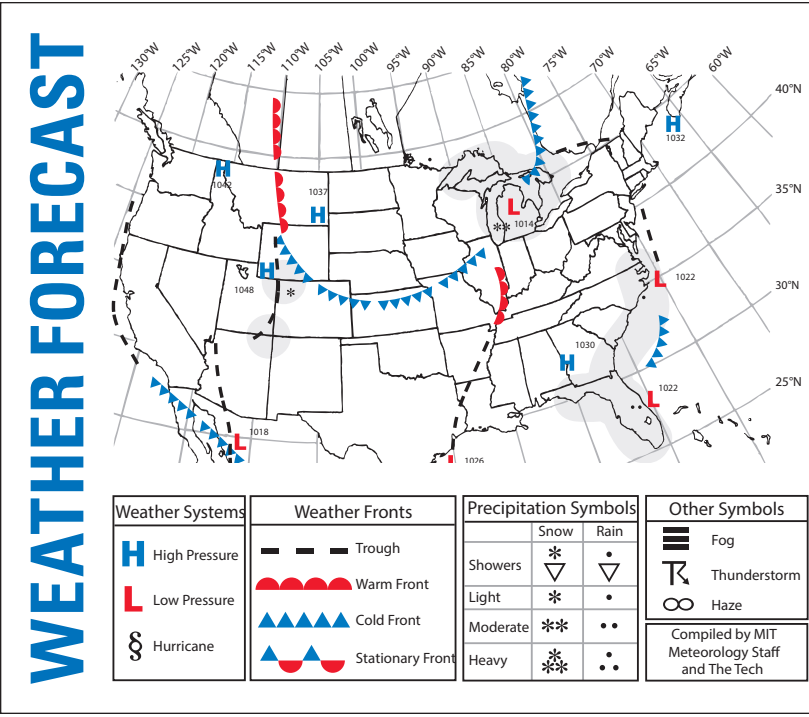 WEATHER FORECAST
130°W
125°W
120°W
115°W
110°W
105°W
100°W
95°W
90°W
85°W
80°W
75°W
70°W
65°W
60°W
40°N
35°N
30°N
25°N
H
1032
H
1042
1037
H
L
1014
H
1048
L
1022
1030
H
1022
L
1018
L
L
1026
Weather Systems
H High Pressure
L Low Pressure
§ Hurricane
Weather Fronts
Trough
Warm Front
Cold Front
Stationary Front
Precipitation Symbols
Snow Rain
Showers
Light
Moderate
Heavy
Other Symbols
Fog
Thunderstorm
Haze
Compiled by MIT
Meteorology Staff
and The Tech